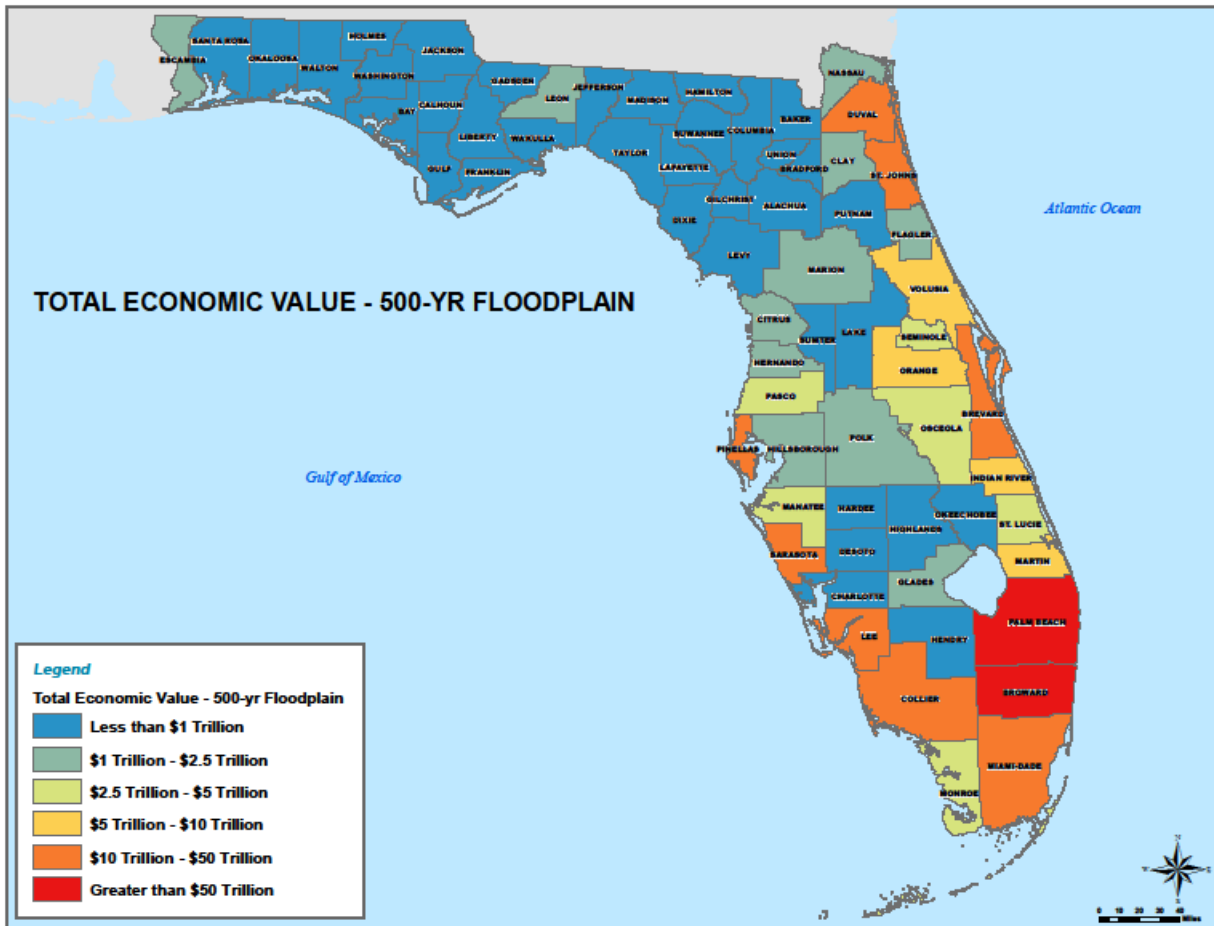 SANTA ROSA
HOLMES
JACKSON
ESCAMBIA
OKALOOSA
WALTON
WASHINGTON
GADSDEN
LEON
JEFFERSON
MADISON
HAMILTON
NASSAU
BAY
CALHOUN
LIBERTY
WAKULLA
TAYLOR
SUWANNEE
COLUMBIA
BAKER
DUVAL
GULF
FRANKLIN
LAFAYETTE
UNION
BRADFORD
CLAY
ST. JOHNS
DIXIE
GILCHRIST
ALACHUA
PUTNAM
FLAGLER
Atlantic Ocean
LEVY
MARION
VOLUSIA
TOTAL ECONOMIC VALUE - 500-YR FLOODPLAIN
CITRUS
SUMTER
LAKE
SEMINOLE
HERNANDO
ORANGE
PASCO
BREVARD
OSCEOLA
PINELLAS
HILLSBOROUGH
POLK
Gulf of Mexico
INDIAN RIVER
MANATEE
HARDEE
HIGHLANDS
OKEECHOBEE
ST. LUCIE
SARASOTA
DESOTO
MARTIN
GLADES
CHARLOTTE
PALM BEACH
LEE
HENDRY
COLLIER
BROWARD
MIAMI-DADE
MONROE
Legend
Total Economic Value - 500-yr Floodplain
Less than $1 Trillion
$1 Trillion - $2.5 Trillion
$2.5 Trillion - $5 Trillion
$5 Trillion - $10 Trillion
$10 Trillion - $50 Trillion
Greater than $50 Trillion
N
W
E
S
0 10 20 30 40
Miles